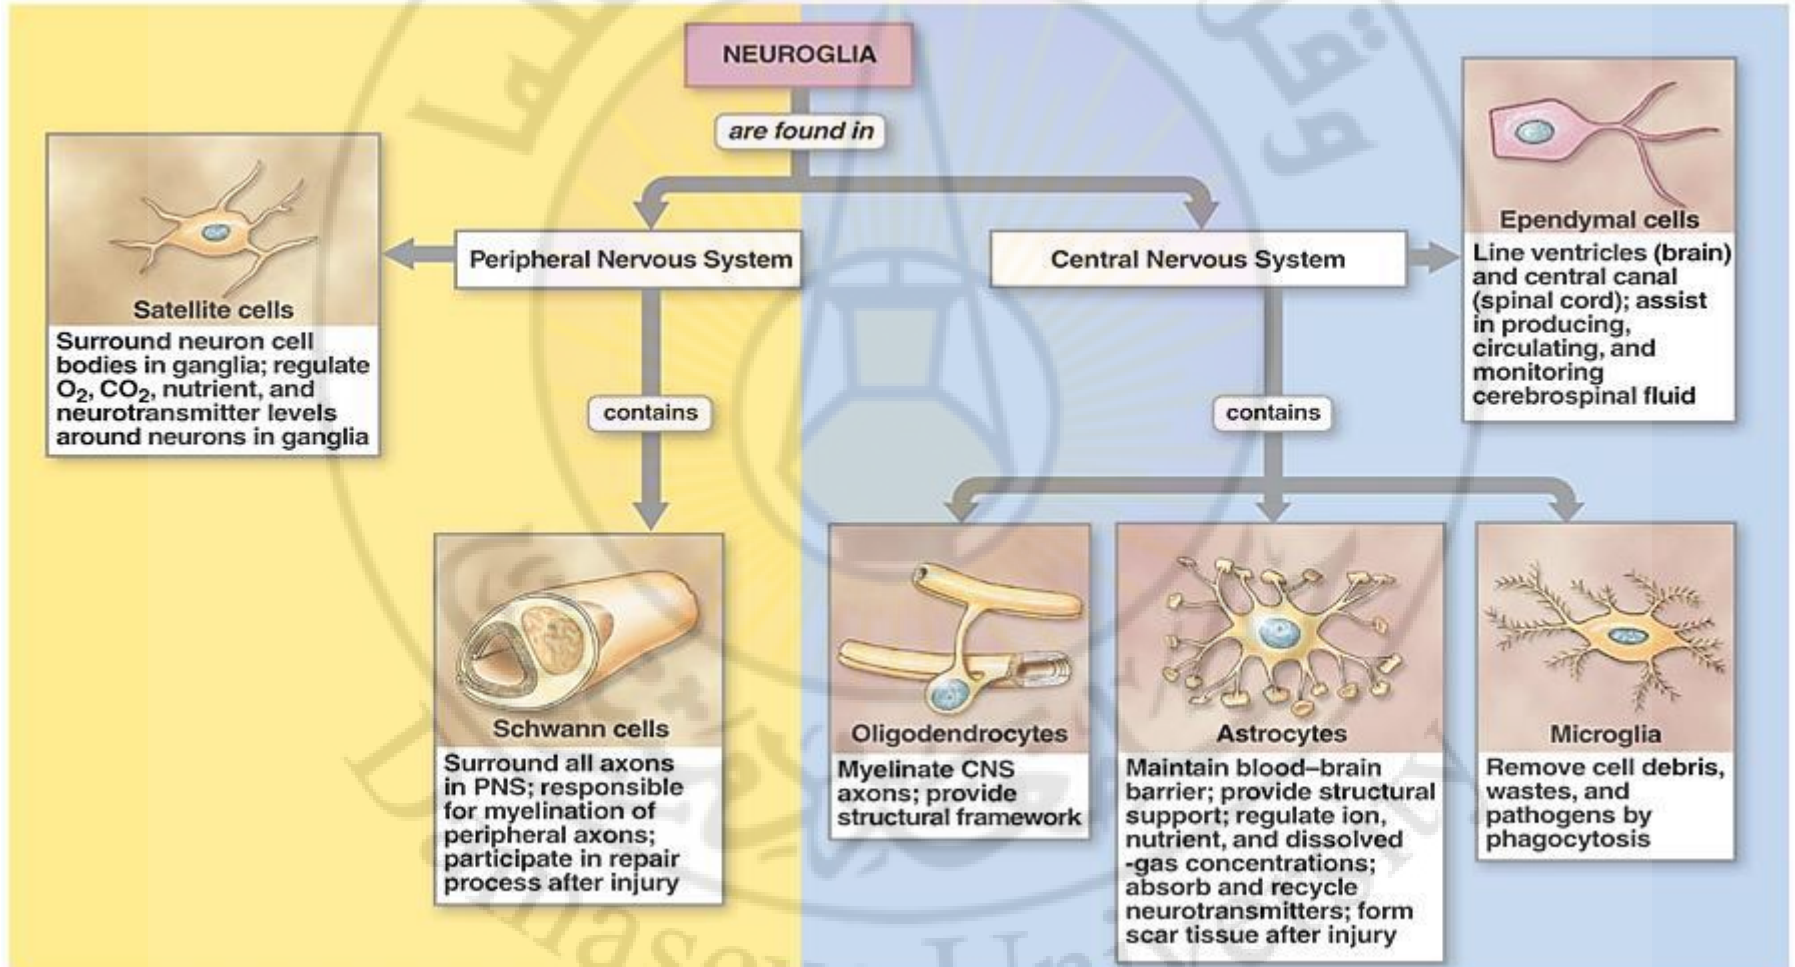 NEUROGLIA
are found in
Peripheral Nervous System
Central Nervous System
Satellite cells
Surround neuron cell
bodies in ganglia; regulate
O₂, CO₂, nutrient, and
neurotransmitter levels
around neurons in ganglia
Ependymal cells
Line ventricles (brain)
and central canal
(spinal cord); assist
in producing,
circulating, and
monitoring
cerebrospinal fluid
contains
contains
Schwann cells
Surround all axons
in PNS; responsible
for myelination of
peripheral axons;
participate in repair
process after injury
Oligodendrocytes
Myelinate CNS
axons; provide
structural framework
Astrocytes
Maintain blood–brain
barrier; provide structural
support; regulate ion,
nutrient, and dissolved
-gas concentrations;
absorb and recycle
neurotransmitters; form
scar tissue after injury
Microglia
Remove cell debris,
wastes, and
pathogens by
phagocytosis